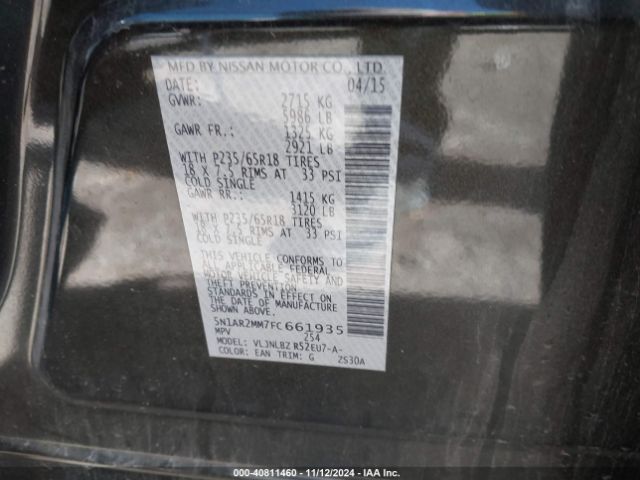 MFD BY NISSAN MOTOR CO., LTD
DATE: 04/15
GVWR: 2715 KG
5986 LB
GAWR FR.: 1325 KG
2921 LB
WITH P235/65R18 TIRES
18 X 7.5 RIMS AT 33 PSI
COLD SINGLE
GAWR RR.: 1415 KG
3120 LB
WITH P235/65R18 TIRES
18 X 7.5 RIMS AT 33 PSI
COLD SINGLE
THIS VEHICLE CONFORMS TO
ALL APPLICABLE FEDERAL
MOTOR VEHICLE SAFETY AND
THEFT PREVENTION
STANDARDS IN EFFECT ON
THE DATE OF MANUFACTURE
SHOWN ABOVE.
5N1AR2MM7FC661935
MPV 254
MODEL: VLJNLBZ R52EU7-A-
COLOR: EAN TRIM: G ZS30A
000-40811460 - 11/12/2024 - IAA Inc.